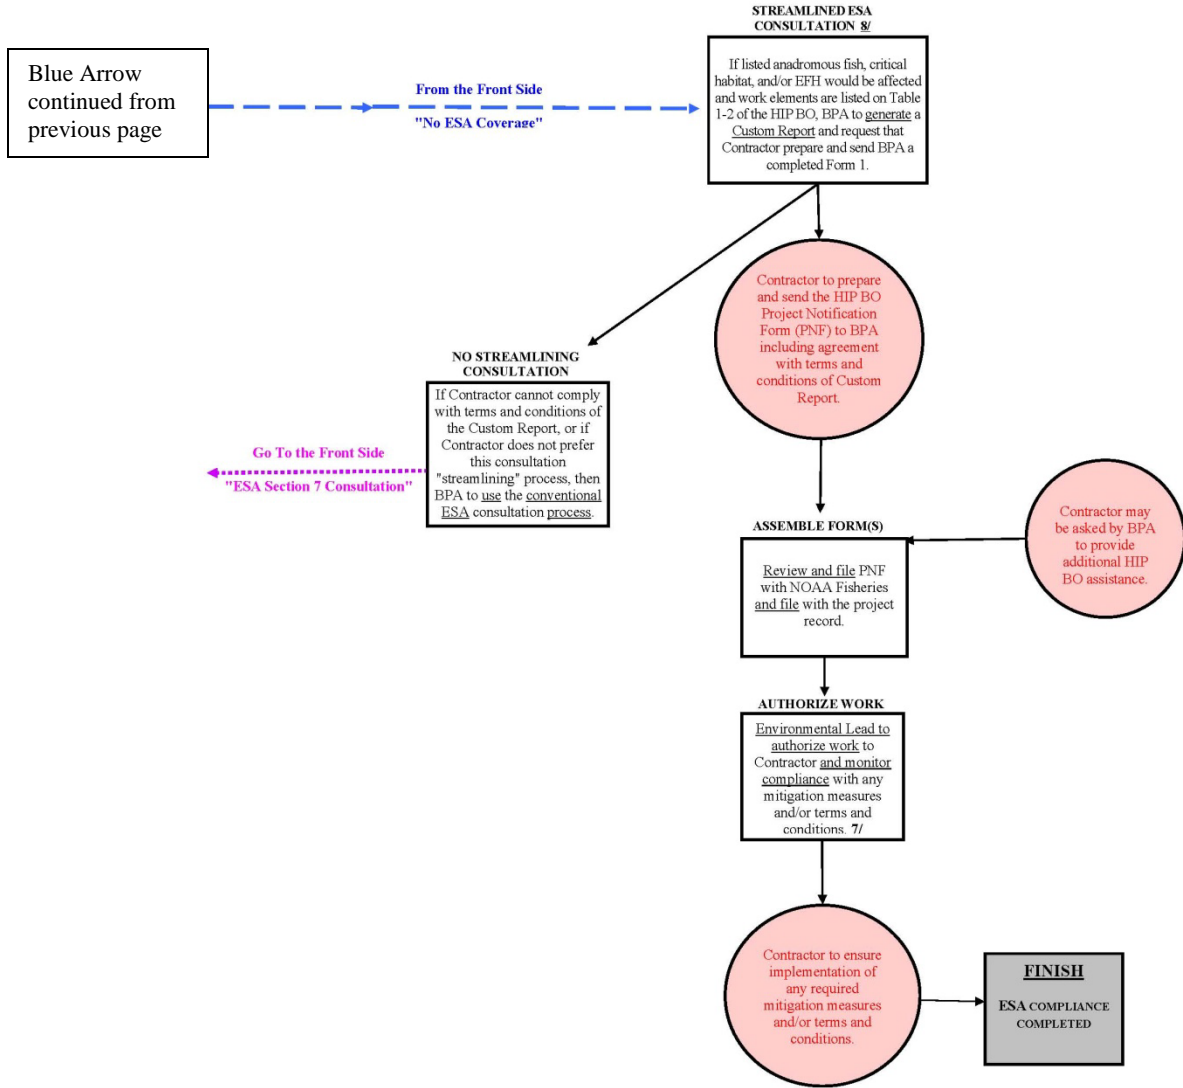 STREAMLINED ESA
CONSULTATION 8/
If listed anadromous fish, critical
habitat, and/or EFH would be affected
and work elements are listed on Table
1-2 of the HIP BO, BPA to generate a
Custom Report and request that
Contractor prepare and send BPA a
completed Form 1.
Blue Arrow
continued from
previous page
From the Front Side
"No ESA Coverage"
Contractor to prepare
and send the HIP BO
Project Notification
Form (PNF) to BPA
including agreement
with terms and
conditions of Custom
Report.
NO STREAMLINING
CONSULTATION
If Contractor cannot comply
with terms and conditions of
the Custom Report, or if
Contractor does not prefer
this consultation
"streamlining" process, then
BPA to use the conventional
ESA consultation process.
Go To the Front Side
"ESA Section 7 Consultation"
ASSEMBLE FORM(S)
Review and file PNF
with NOAA Fisheries
and file with the project
record.
Contractor may
be asked by BPA
to provide
additional HIP
BO assistance.
AUTHORIZE WORK
Environmental Lead to
authorize work to
Contractor and monitor
compliance with any
mitigation measures
and/or terms and
conditions. 7/
Contractor to ensure
implementation of
any required
mitigation measures
and/or terms and
conditions.
FINISH
ESA COMPLIANCE
COMPLETED